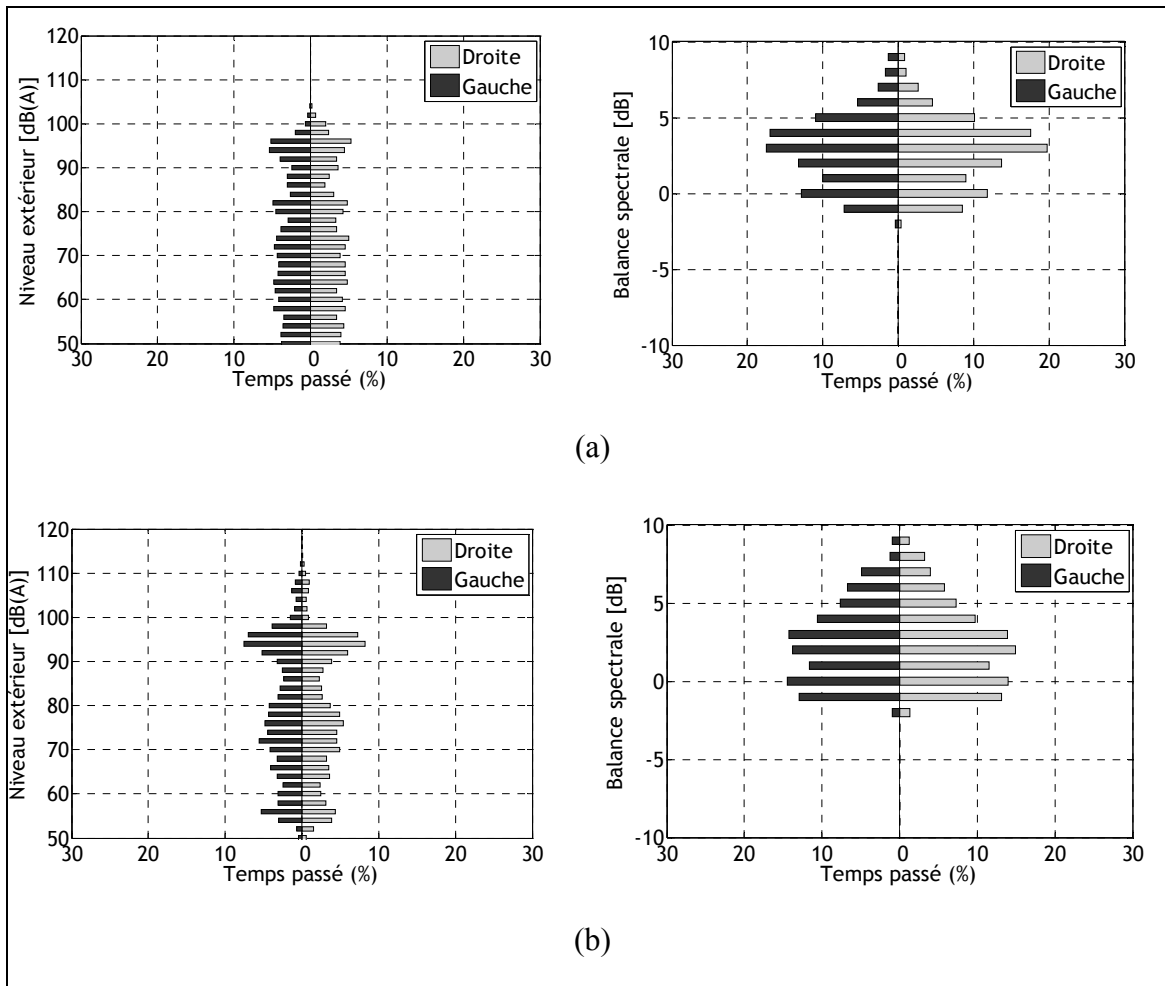 120
110
100
90
80
70
60
50
Niveau extérieur [dB(A)]
30 20 10 0 10 20 30
Temps passé (%)
Droite
Gauche
10
5
0
-5
-10
Balance spectrale [dB]
30 20 10 0 10 20 30
Temps passé (%)
Droite
Gauche
(a)
120
110
100
90
80
70
60
50
Niveau extérieur [dB(A)]
30 20 10 0 10 20 30
Temps passé (%)
Droite
Gauche
10
5
0
-5
-10
Balance spectrale [dB]
30 20 10 0 10 20 30
Temps passé (%)
Droite
Gauche
(b)